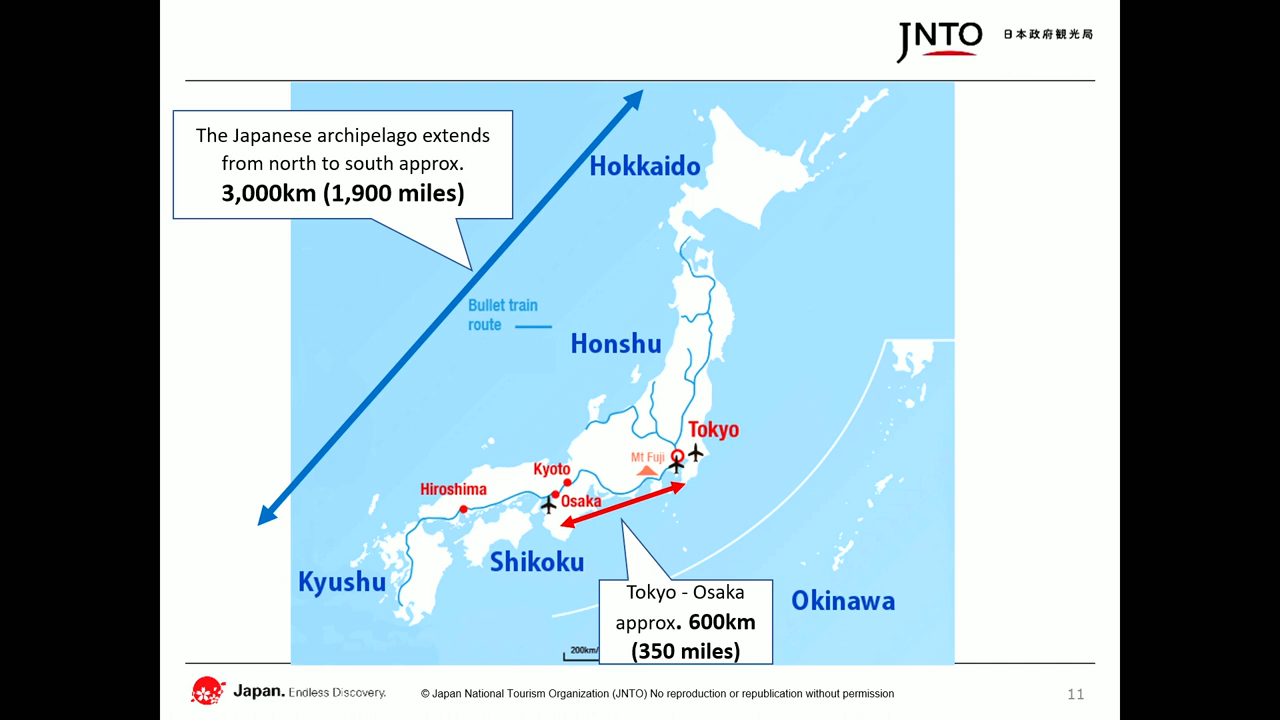 JNTO 日本政府観光局
The Japanese archipelago extends
from north to south approx.
3,000km (1,900 miles)
Hokkaido
Bullet train
route
Honshu
Tokyo
Mt Fuji
Kyoto
Hiroshima
Osaka
Shikoku
Kyushu
Okinawa
Tokyo - Osaka
approx. 600km
(350 miles)
200km/
Japan. Endless Discovery.
© Japan National Tourism Organization (JNTO) No reproduction or republication without permission
11